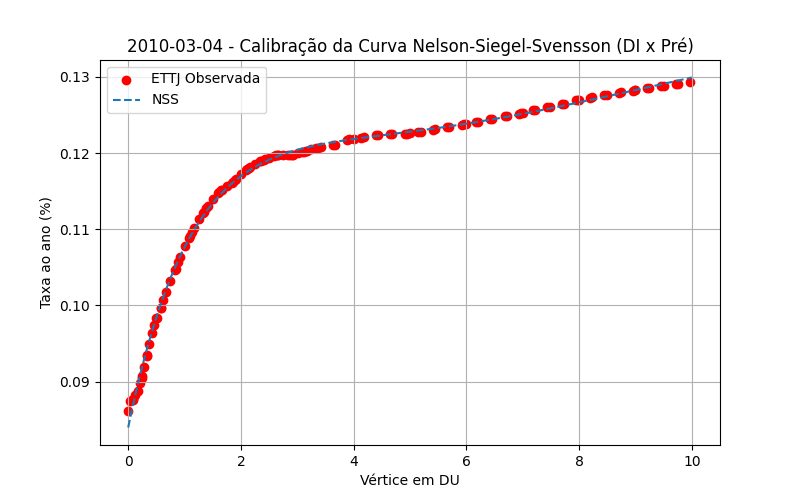 2010-03-04 - Calibração da Curva Nelson-Siegel-Svensson (DI x Pré)
ETTJ Observada
NSS
Taxa ao ano (%)
0.13
0.12
0.11
0.10
0.09
0 2 4 6 8 10
Vértice em DU